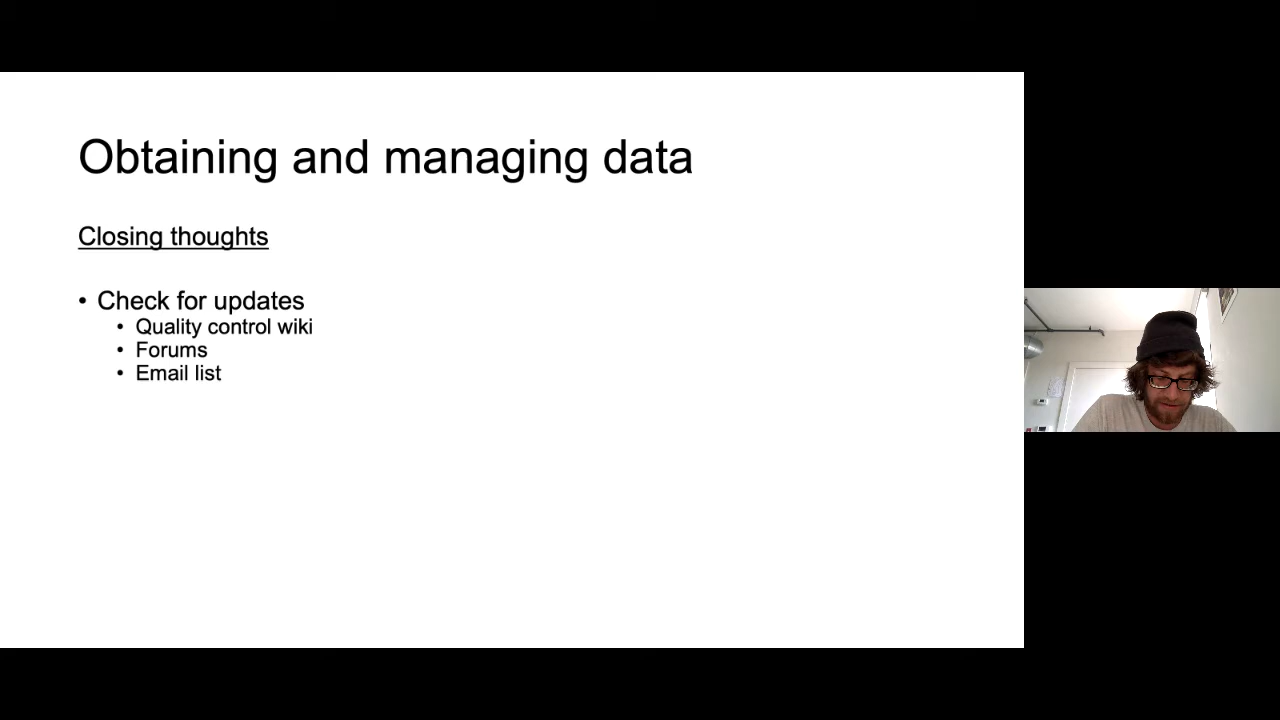 Obtaining and managing data
Closing thoughts
• Check for updates
• Quality control wiki
• Forums
• Email list